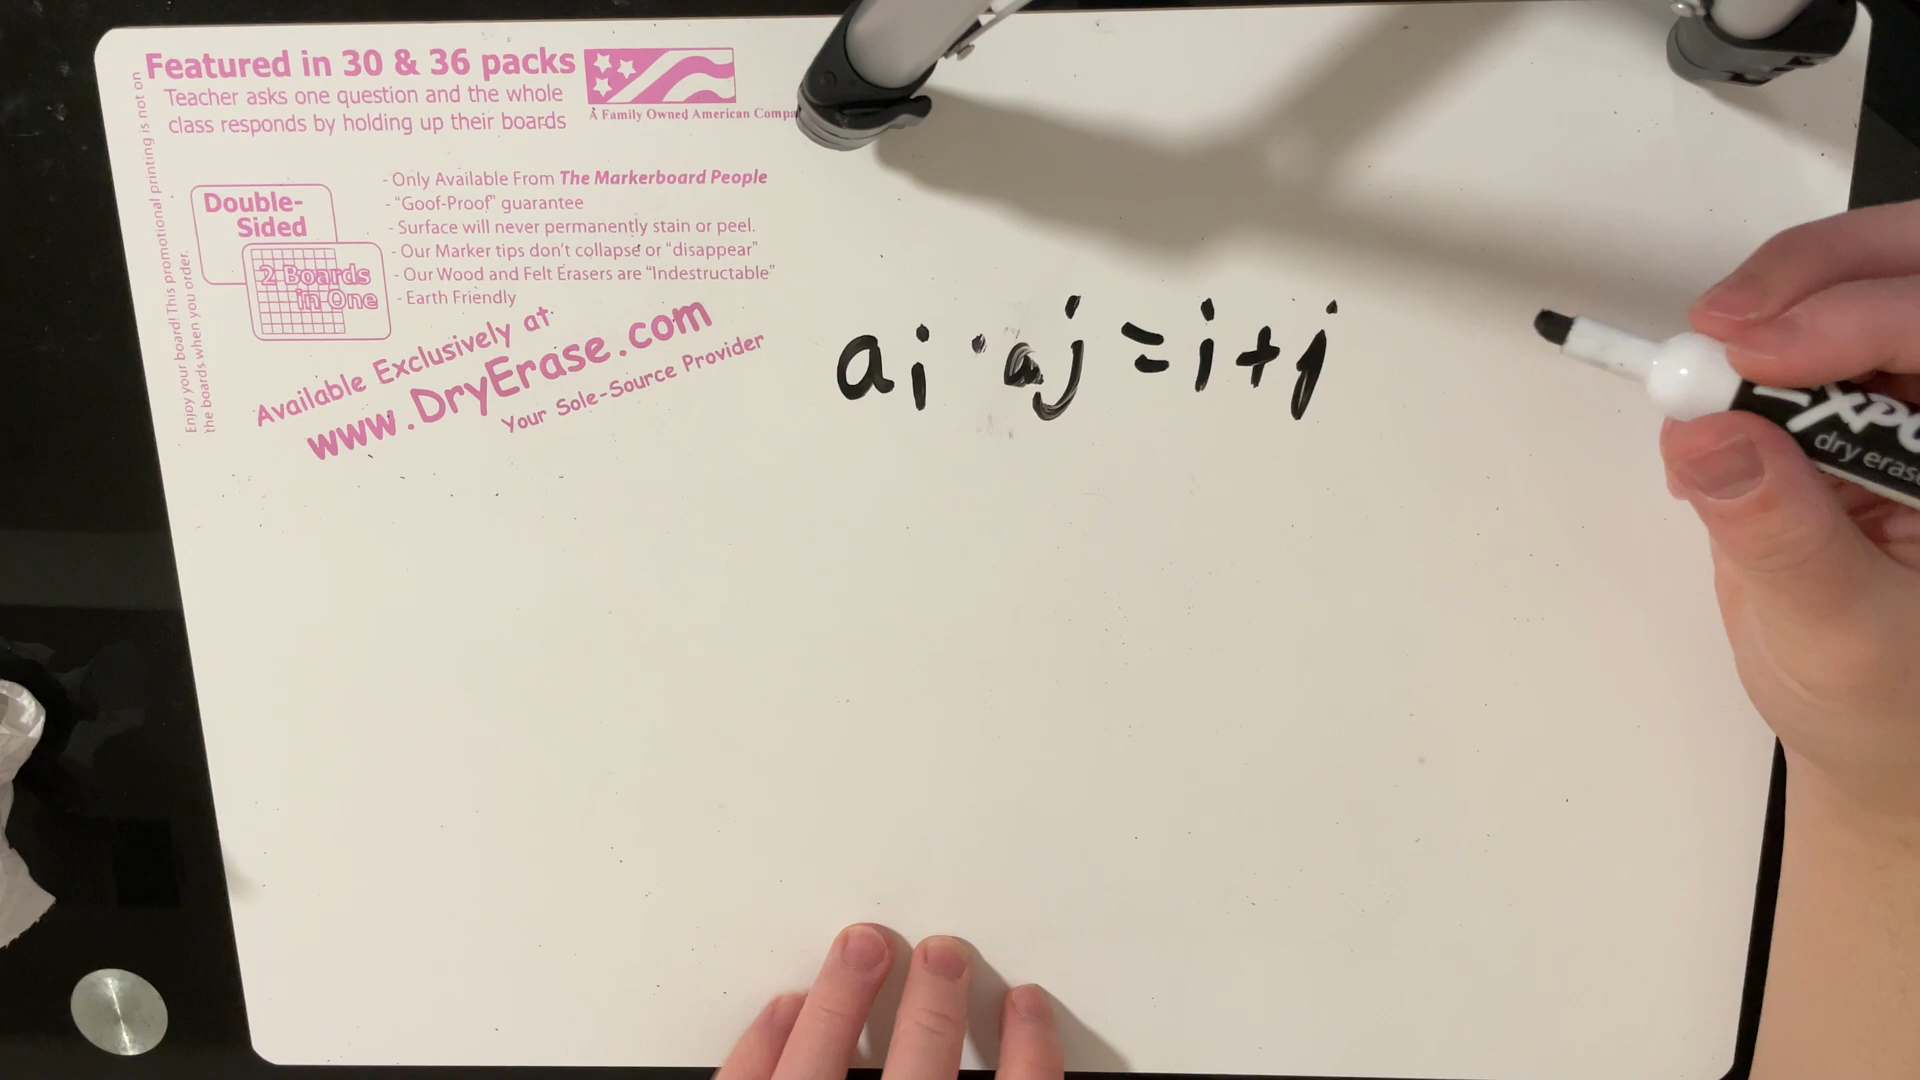 Featured in 30 & 36 packs
Teacher asks one question and the whole
class responds by holding up their boards
A Family Owned American
Enjoy your board! This promotional printing is not on
the boards when you order.
Double-
Sided
2 Boards
in One
- Only Available From The Markerboard People
- "Goof-Proof" guarantee
- Surface will never permanently stain or peel.
- Our Marker tips don't collapse or "disappear"
- Our Wood and Felt Erasers are "Indestructable"
- Earth Friendly
Available Exclusively at
www.DryErase.com
Your Sole-Source Provider
ai · aj = i + j
dry eras